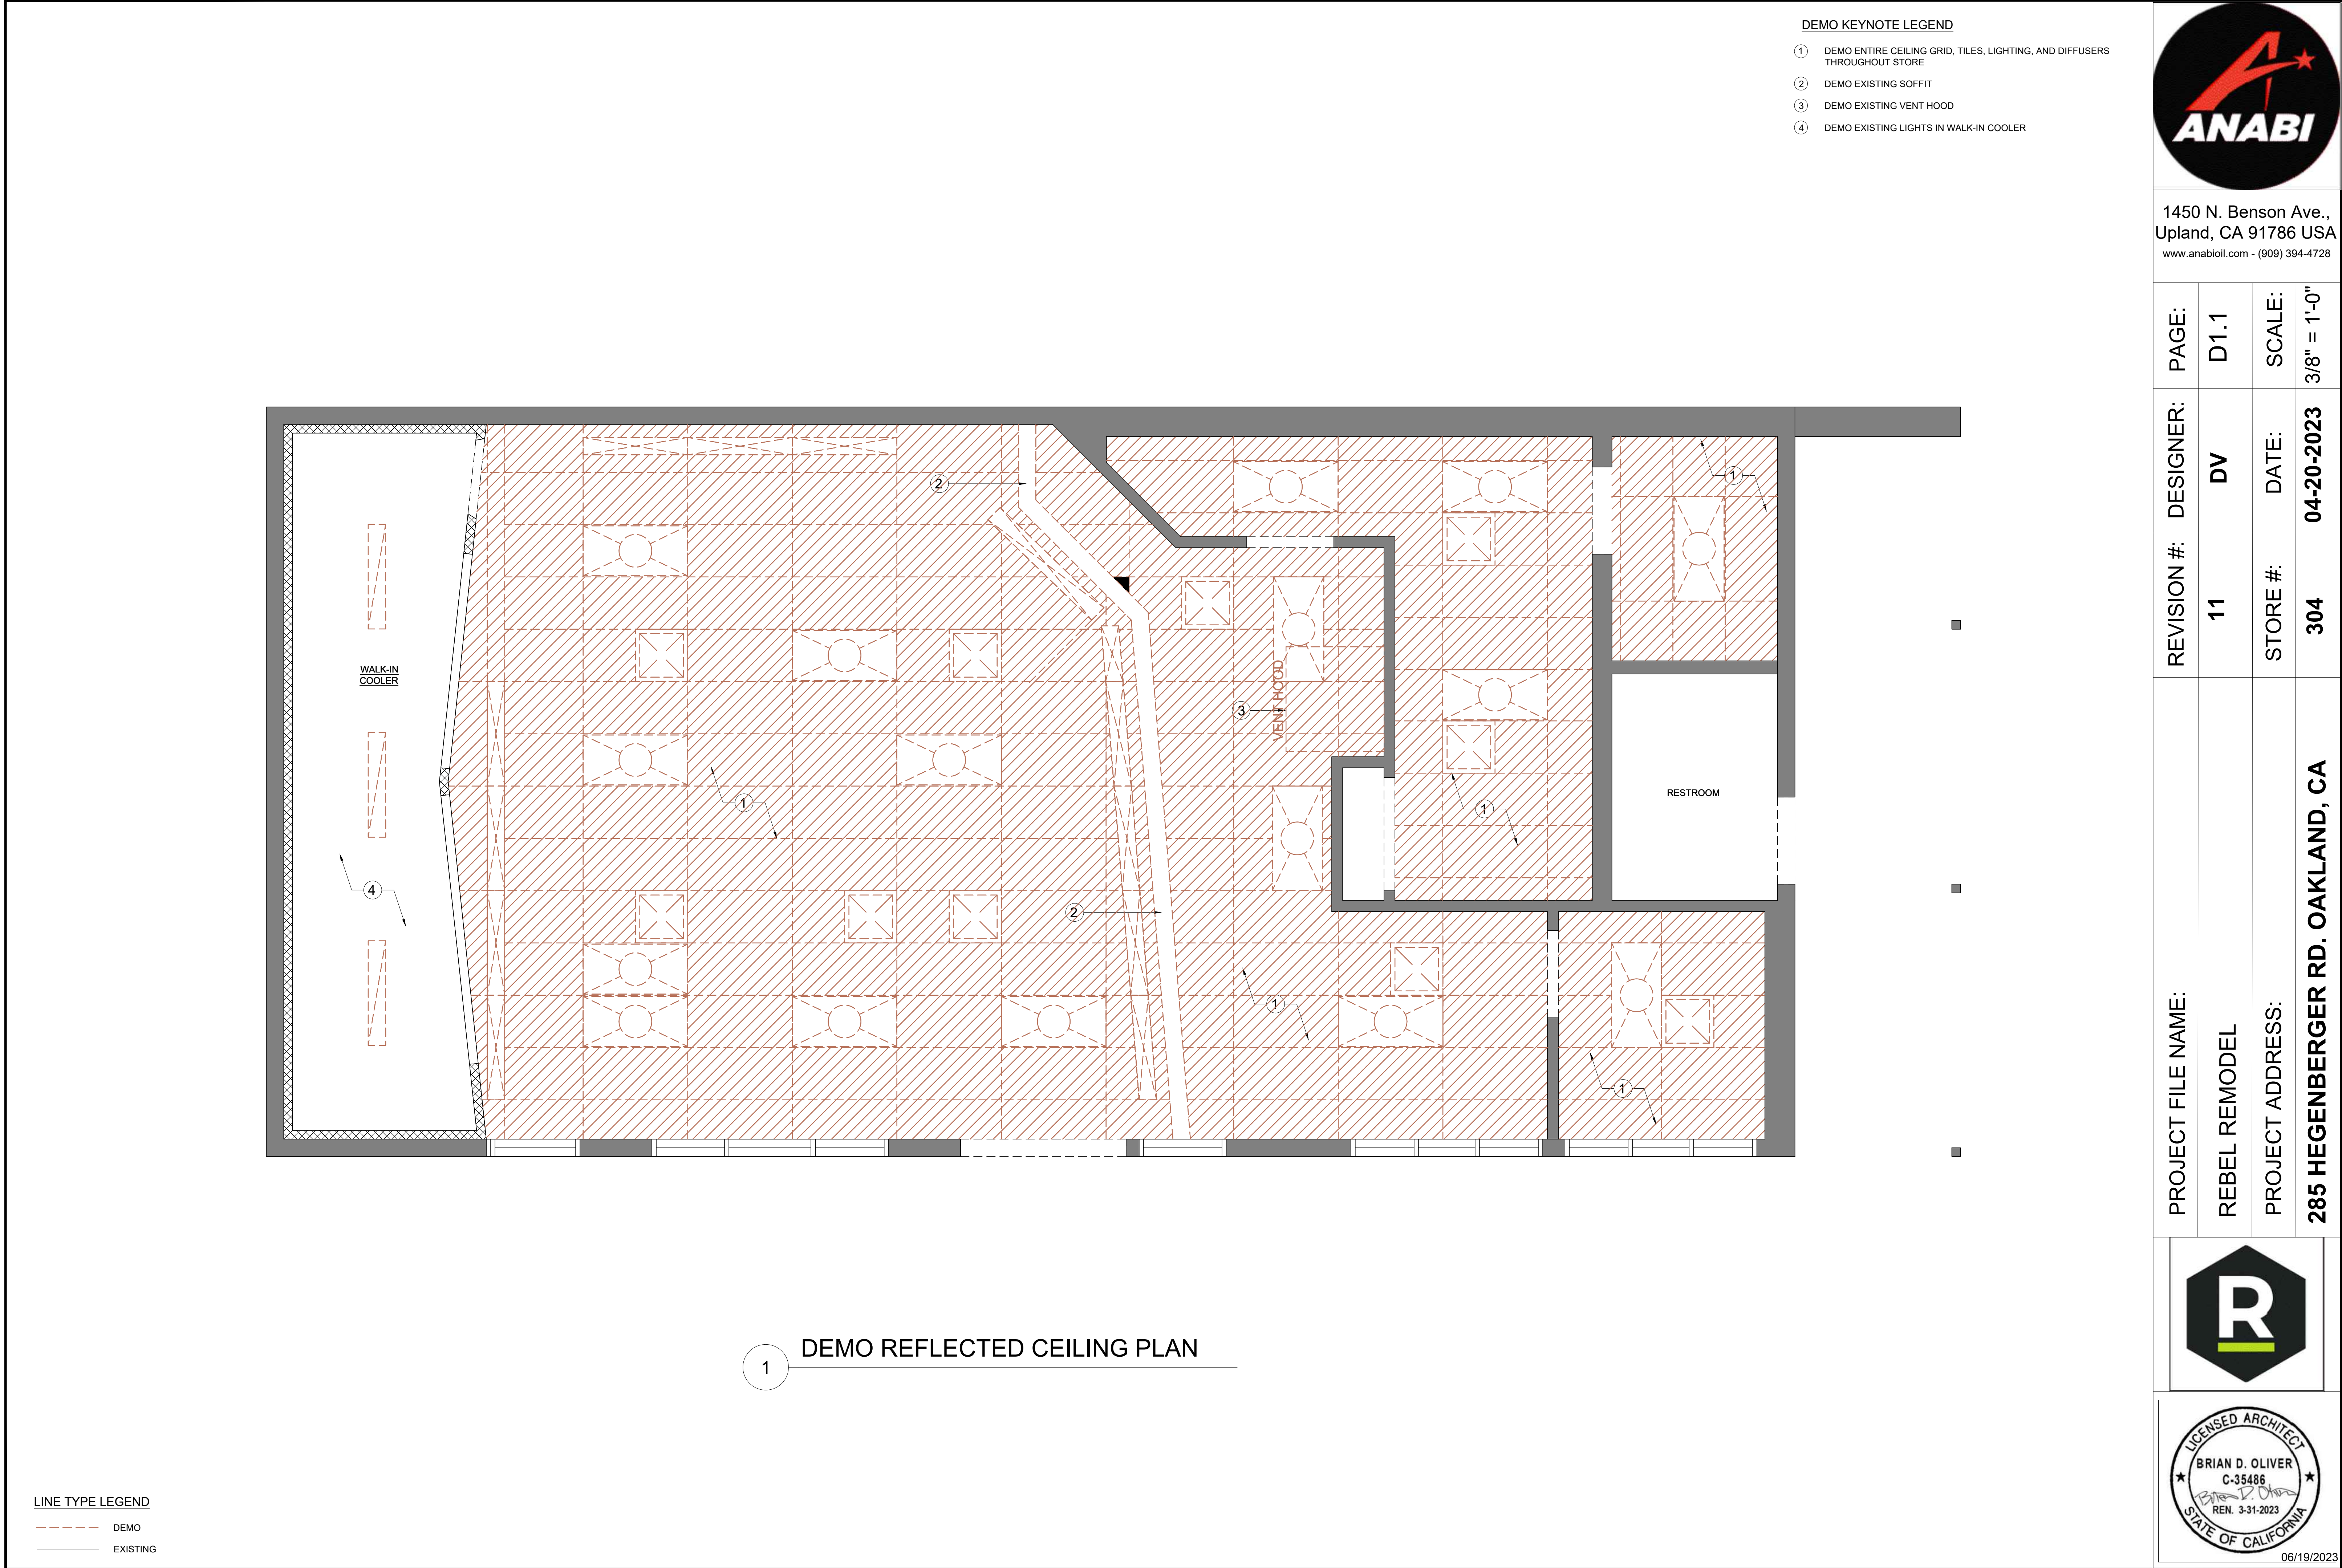 DEMO KEYNOTE LEGEND
1 DEMO ENTIRE CEILING GRID, TILES, LIGHTING, AND DIFFUSERS
THROUGHOUT STORE
2 DEMO EXISTING SOFFIT
3 DEMO EXISTING VENT HOOD
4 DEMO EXISTING LIGHTS IN WALK-IN COOLER
ANABI
1450 N. Benson Ave.,
Upland, CA 91786 USA
www.anabioil.com - (909) 394-4728
PAGE:
D1.1
SCALE:
3/8" = 1'-0"
DESIGNER:
DV
DATE:
04-20-2023
REVISION #:
11
STORE #:
304
PROJECT FILE NAME:
REBEL REMODEL
PROJECT ADDRESS:
285 HEGENBERGER RD. OAKLAND, CA
2
1
WALK-IN
COOLER
VENT HOOD
3
1
1
RESTROOM
4
2
1
1
1 DEMO REFLECTED CEILING PLAN
R
LICENSED ARCHITECT
BRIAN D. OLIVER
C-35486
Brian D. Oliver
REN. 3-31-2023
STATE OF CALIFORNIA
06/19/2023
LINE TYPE LEGEND
DEMO
EXISTING